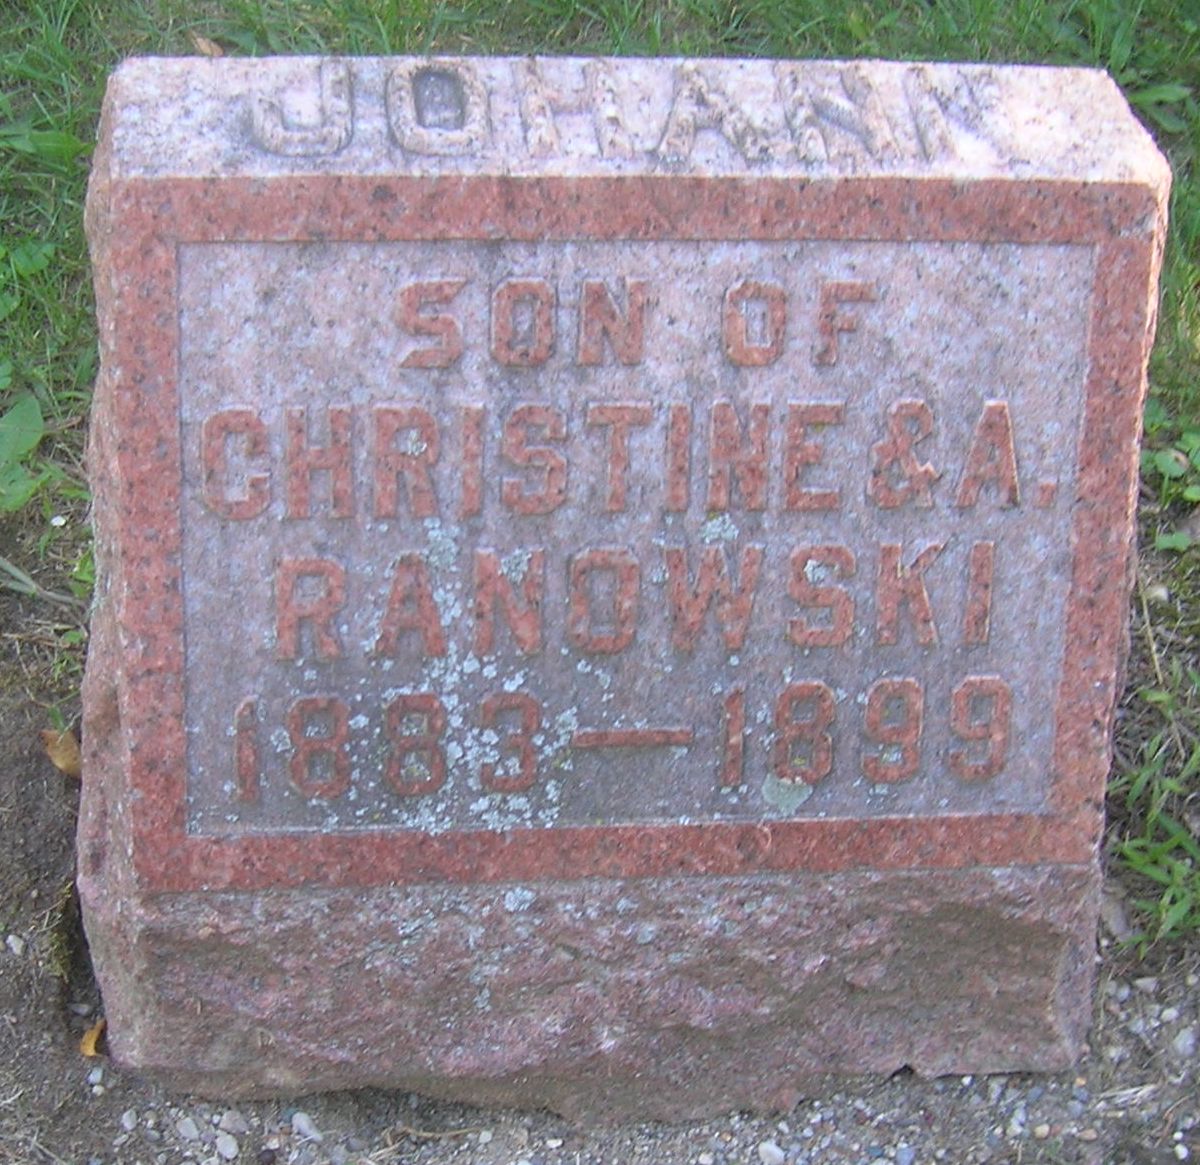 JOHANN
SON OF
CHRISTINE & A.
RANOWSKI
1883—1899